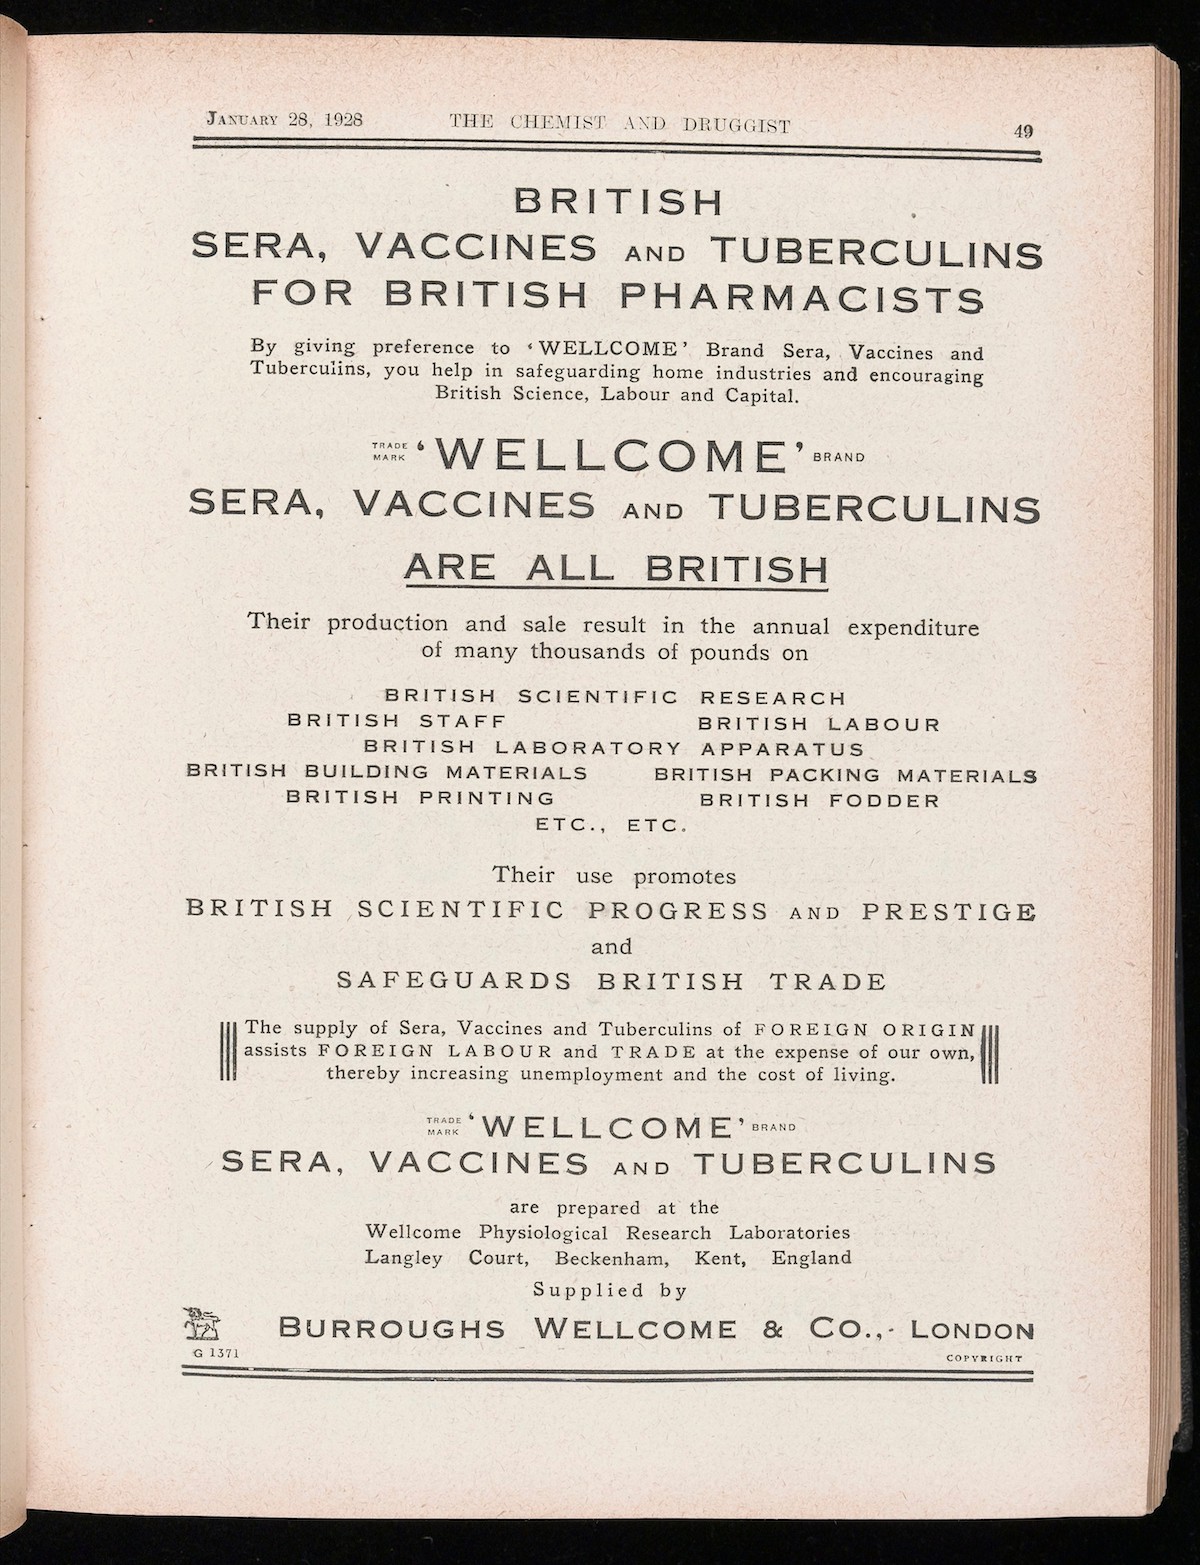 JANUARY 28, 1928 THE CHEMIST AND DRUGGIST 49
BRITISH
SERA, VACCINES AND TUBERCULINS
FOR BRITISH PHARMACISTS
By giving preference to ‘WELLCOME’ Brand Sera, Vaccines and
Tuberculins, you help in safeguarding home industries and encouraging
British Science, Labour and Capital.
TRADE MARK ‘WELLCOME’ BRAND
SERA, VACCINES AND TUBERCULINS
ARE ALL BRITISH
Their production and sale result in the annual expenditure
of many thousands of pounds on
BRITISH SCIENTIFIC RESEARCH
BRITISH STAFF BRITISH LABOUR
BRITISH LABORATORY APPARATUS
BRITISH BUILDING MATERIALS BRITISH PACKING MATERIALS
BRITISH PRINTING BRITISH FODDER
ETC., ETC.
Their use promotes
BRITISH SCIENTIFIC PROGRESS AND PRESTIGE
and
SAFEGUARDS BRITISH TRADE
The supply of Sera, Vaccines and Tuberculins of FOREIGN ORIGIN
assists FOREIGN LABOUR and TRADE at the expense of our own,
thereby increasing unemployment and the cost of living.
TRADE MARK ‘WELLCOME’ BRAND
SERA, VACCINES AND TUBERCULINS
are prepared at the
Wellcome Physiological Research Laboratories
Langley Court, Beckenham, Kent, England
Supplied by
BURROUGHS WELLCOME & CO., LONDON
G 1371 COPYRIGHT